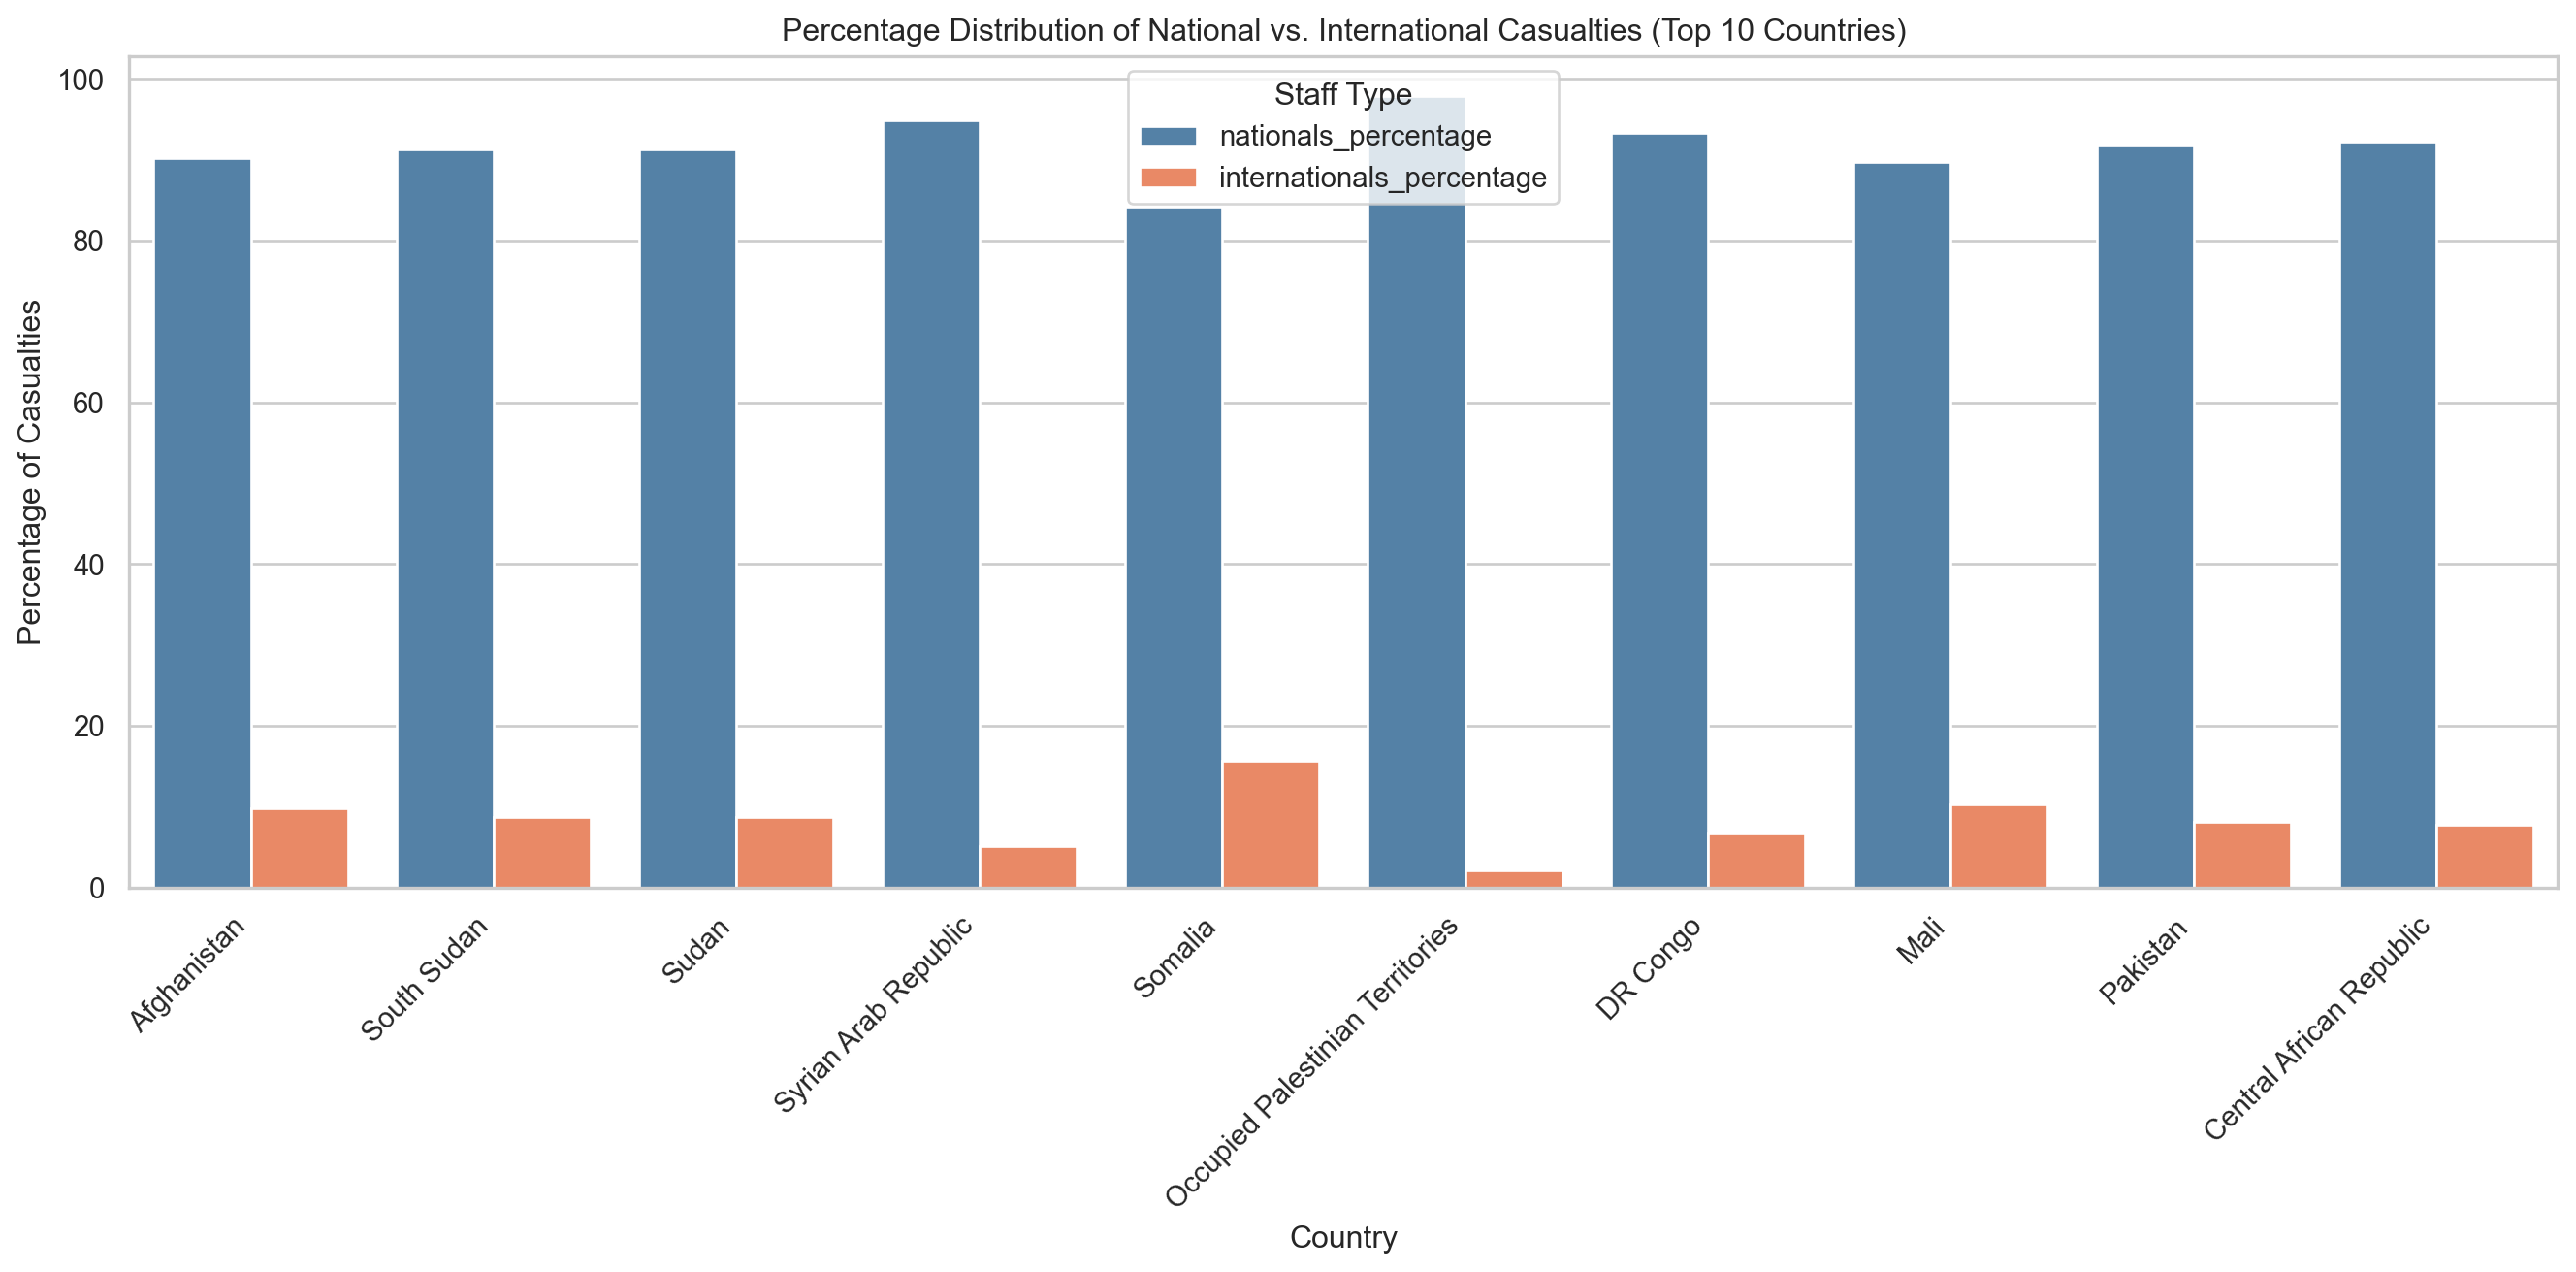 Percentage Distribution of National vs. International Casualties (Top 10 Countries)
Percentage of Casualties
100
80
60
40
20
0
Staff Type
nationals_percentage
internationals_percentage
Afghanistan
South Sudan
Sudan
Syrian Arab Republic
Somalia
Occupied Palestinian Territories
DR Congo
Mali
Pakistan
Central African Republic
Country